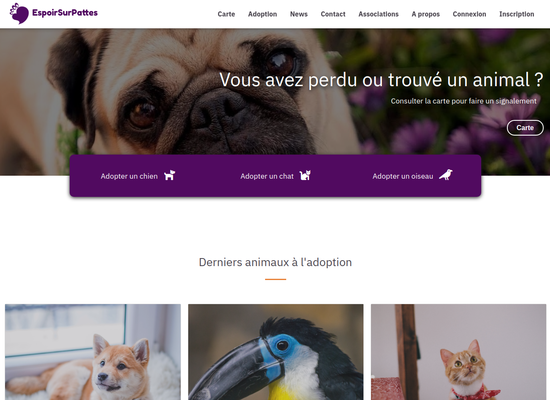 EspoirSurPattes
Carte Adoption News Contact Associations A propos Connexion Inscription
Vous avez perdu ou trouvé un animal ?
Consulter la carte pour faire un signalement
Carte
Adopter un chien Adopter un chat Adopter un oiseau
Derniers animaux à l'adoption